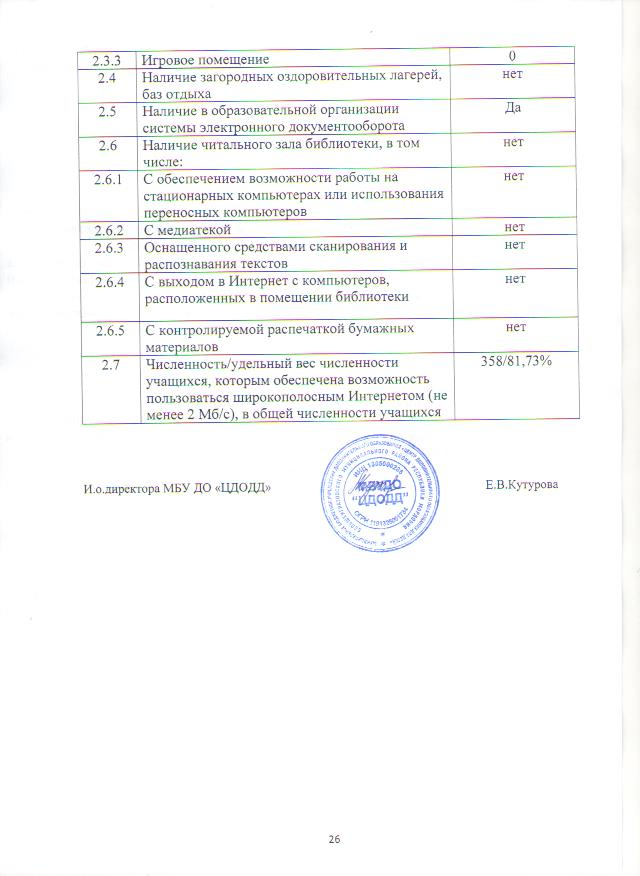 2.3.3 Игровое помещение 0
2.4 Наличие загородных оздоровительных лагерей, нет
баз отдыха
2.5 Наличие в образовательной организации Да
системы электронного документооборота
2.6 Наличие читального зала библиотеки, в том нет
числе:
2.6.1 С обеспечением возможности работы на нет
стационарных компьютерах или использования
переносных компьютеров
2.6.2 С медиатекой нет
2.6.3 Оснащенного средствами сканирования и нет
распознавания текстов
2.6.4 С выходом в Интернет с компьютеров, нет
расположенных в помещении библиотеки
2.6.5 С контролируемой распечаткой бумажных нет
материалов
2.7 Численность/удельный вес численности 358/81,73%
учащихся, которым обеспечена возможность
пользоваться широкополосным Интернетом (не
менее 2 Мб/с), в общей численности учащихся
И.о.директора МБУ ДО «ЦДОДД» Е.В.Кутурова
"ЦДОДД"
26